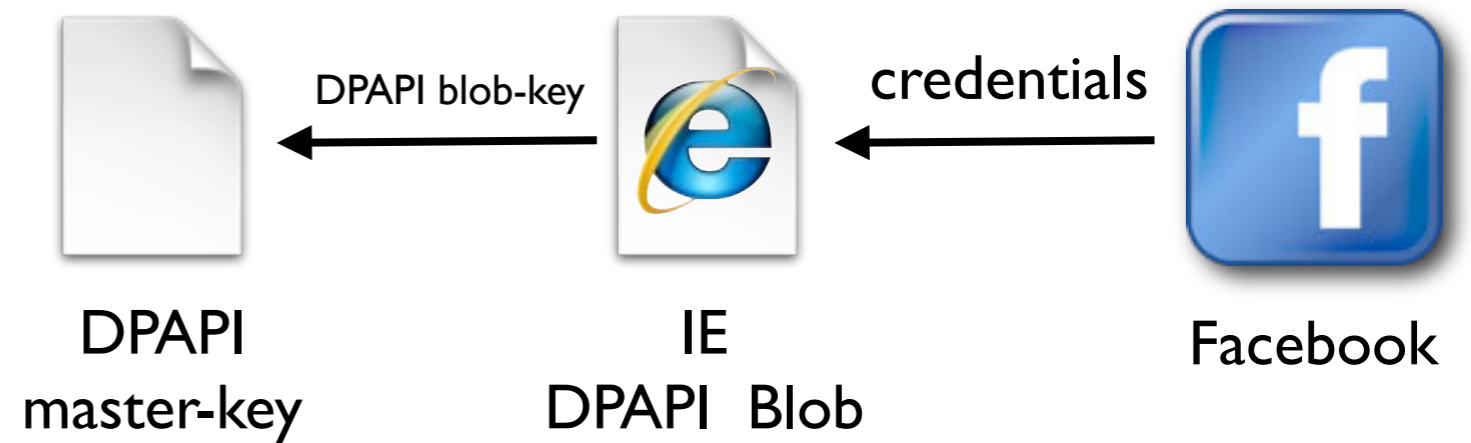 DPAPI blob-key
credentials
e
f
DPAPI
master-key
IE
DPAPI Blob
Facebook